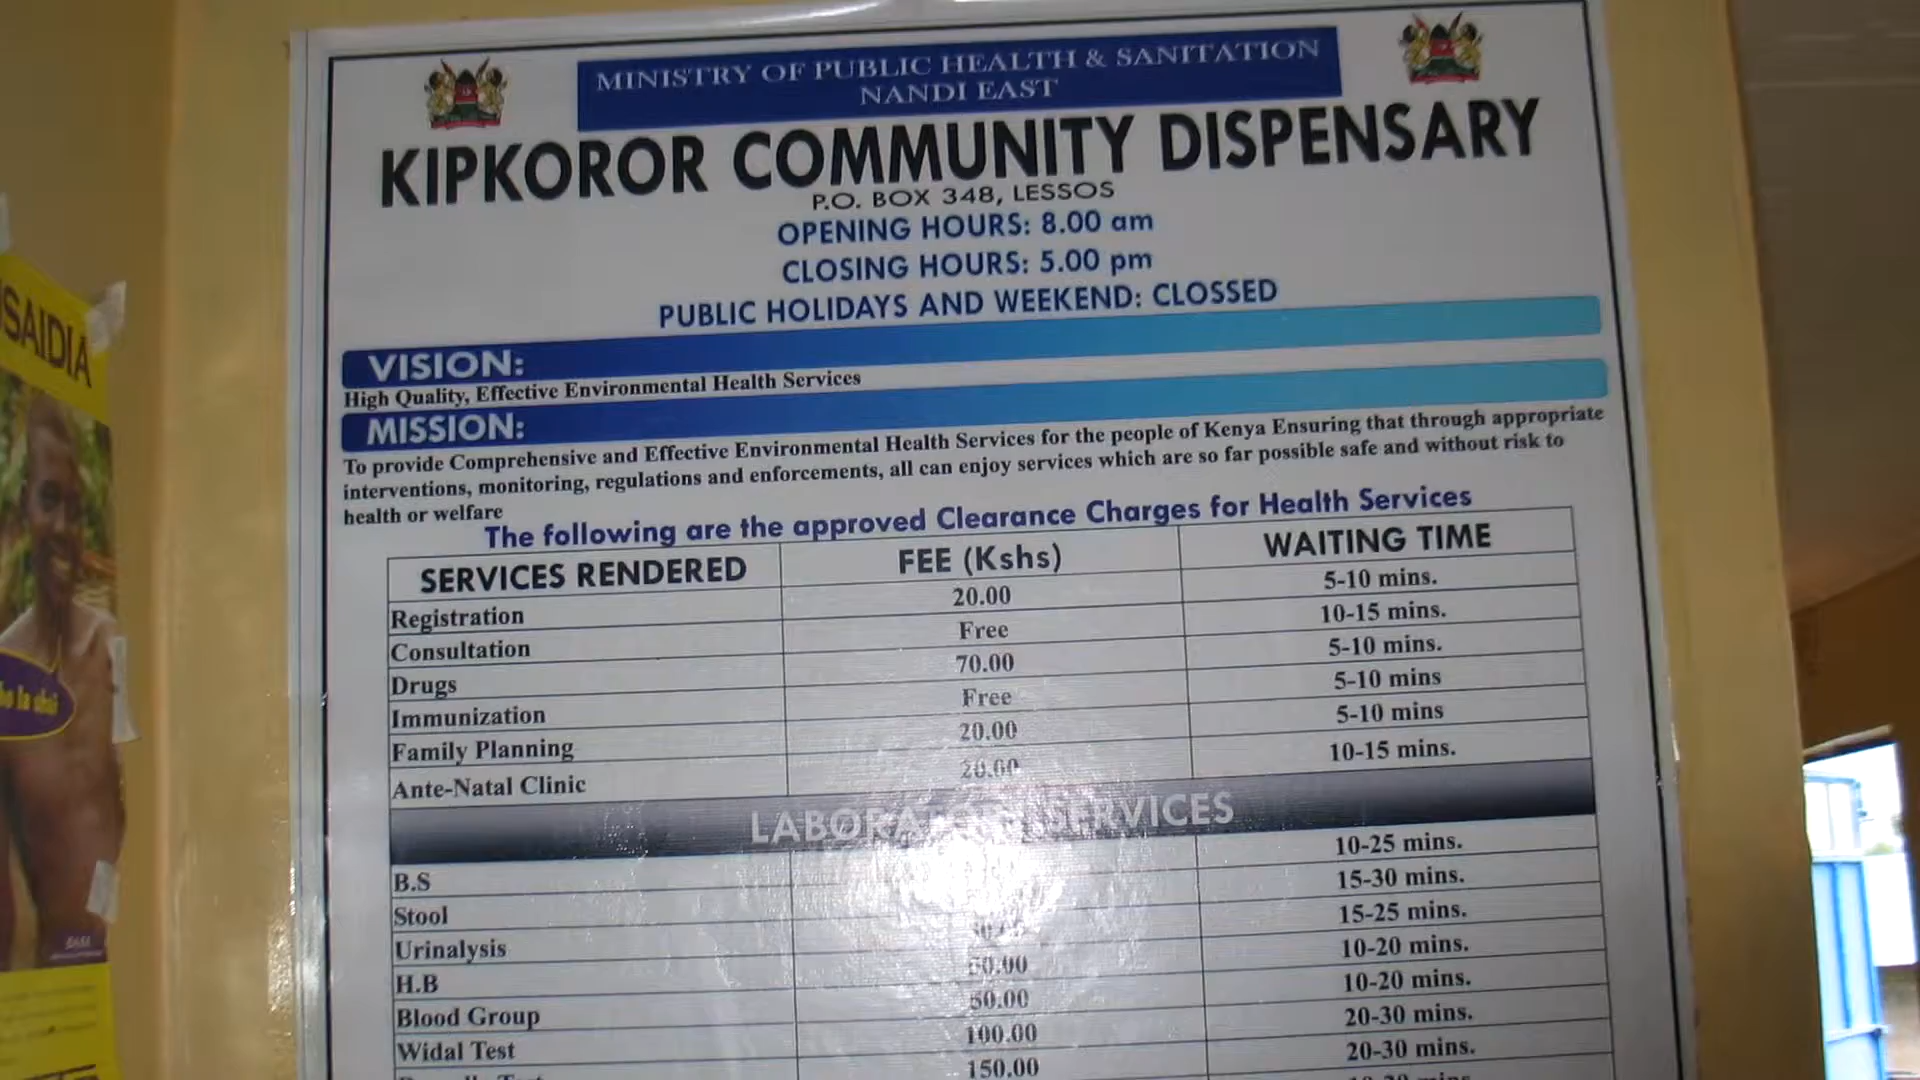 MINISTRY OF PUBLIC HEALTH & SANITATION
NANDI EAST
KIPKOROR COMMUNITY DISPENSARY
P.O. BOX 348, LESSOS
OPENING HOURS: 8.00 am
CLOSING HOURS: 5.00 pm
PUBLIC HOLIDAYS AND WEEKEND: CLOSSED
VISION:
High Quality, Effective Environmental Health Services
MISSION:
To provide Comprehensive and Effective Environmental Health Services for the people of Kenya Ensuring that through appropriate
interventions, monitoring, regulations and enforcements, all can enjoy services which are so far possible safe and without risk to
health or welfare
The following are the approved Clearance Charges for Health Services
SERVICES RENDERED FEE (Kshs) WAITING TIME
Registration 20.00 5-10 mins.
Consultation Free 10-15 mins.
Drugs 70.00 5-10 mins.
Immunization Free 5-10 mins
Family Planning 20.00 5-10 mins
Ante-Natal Clinic 20.00 10-15 mins.
LABORATORY SERVICES
B.S 10-25 mins.
Stool 15-30 mins.
Urinalysis 15-25 mins.
H.B 50.00 10-20 mins.
Blood Group 50.00 10-20 mins.
Widal Test 100.00 20-30 mins.
150.00 20-30 mins.